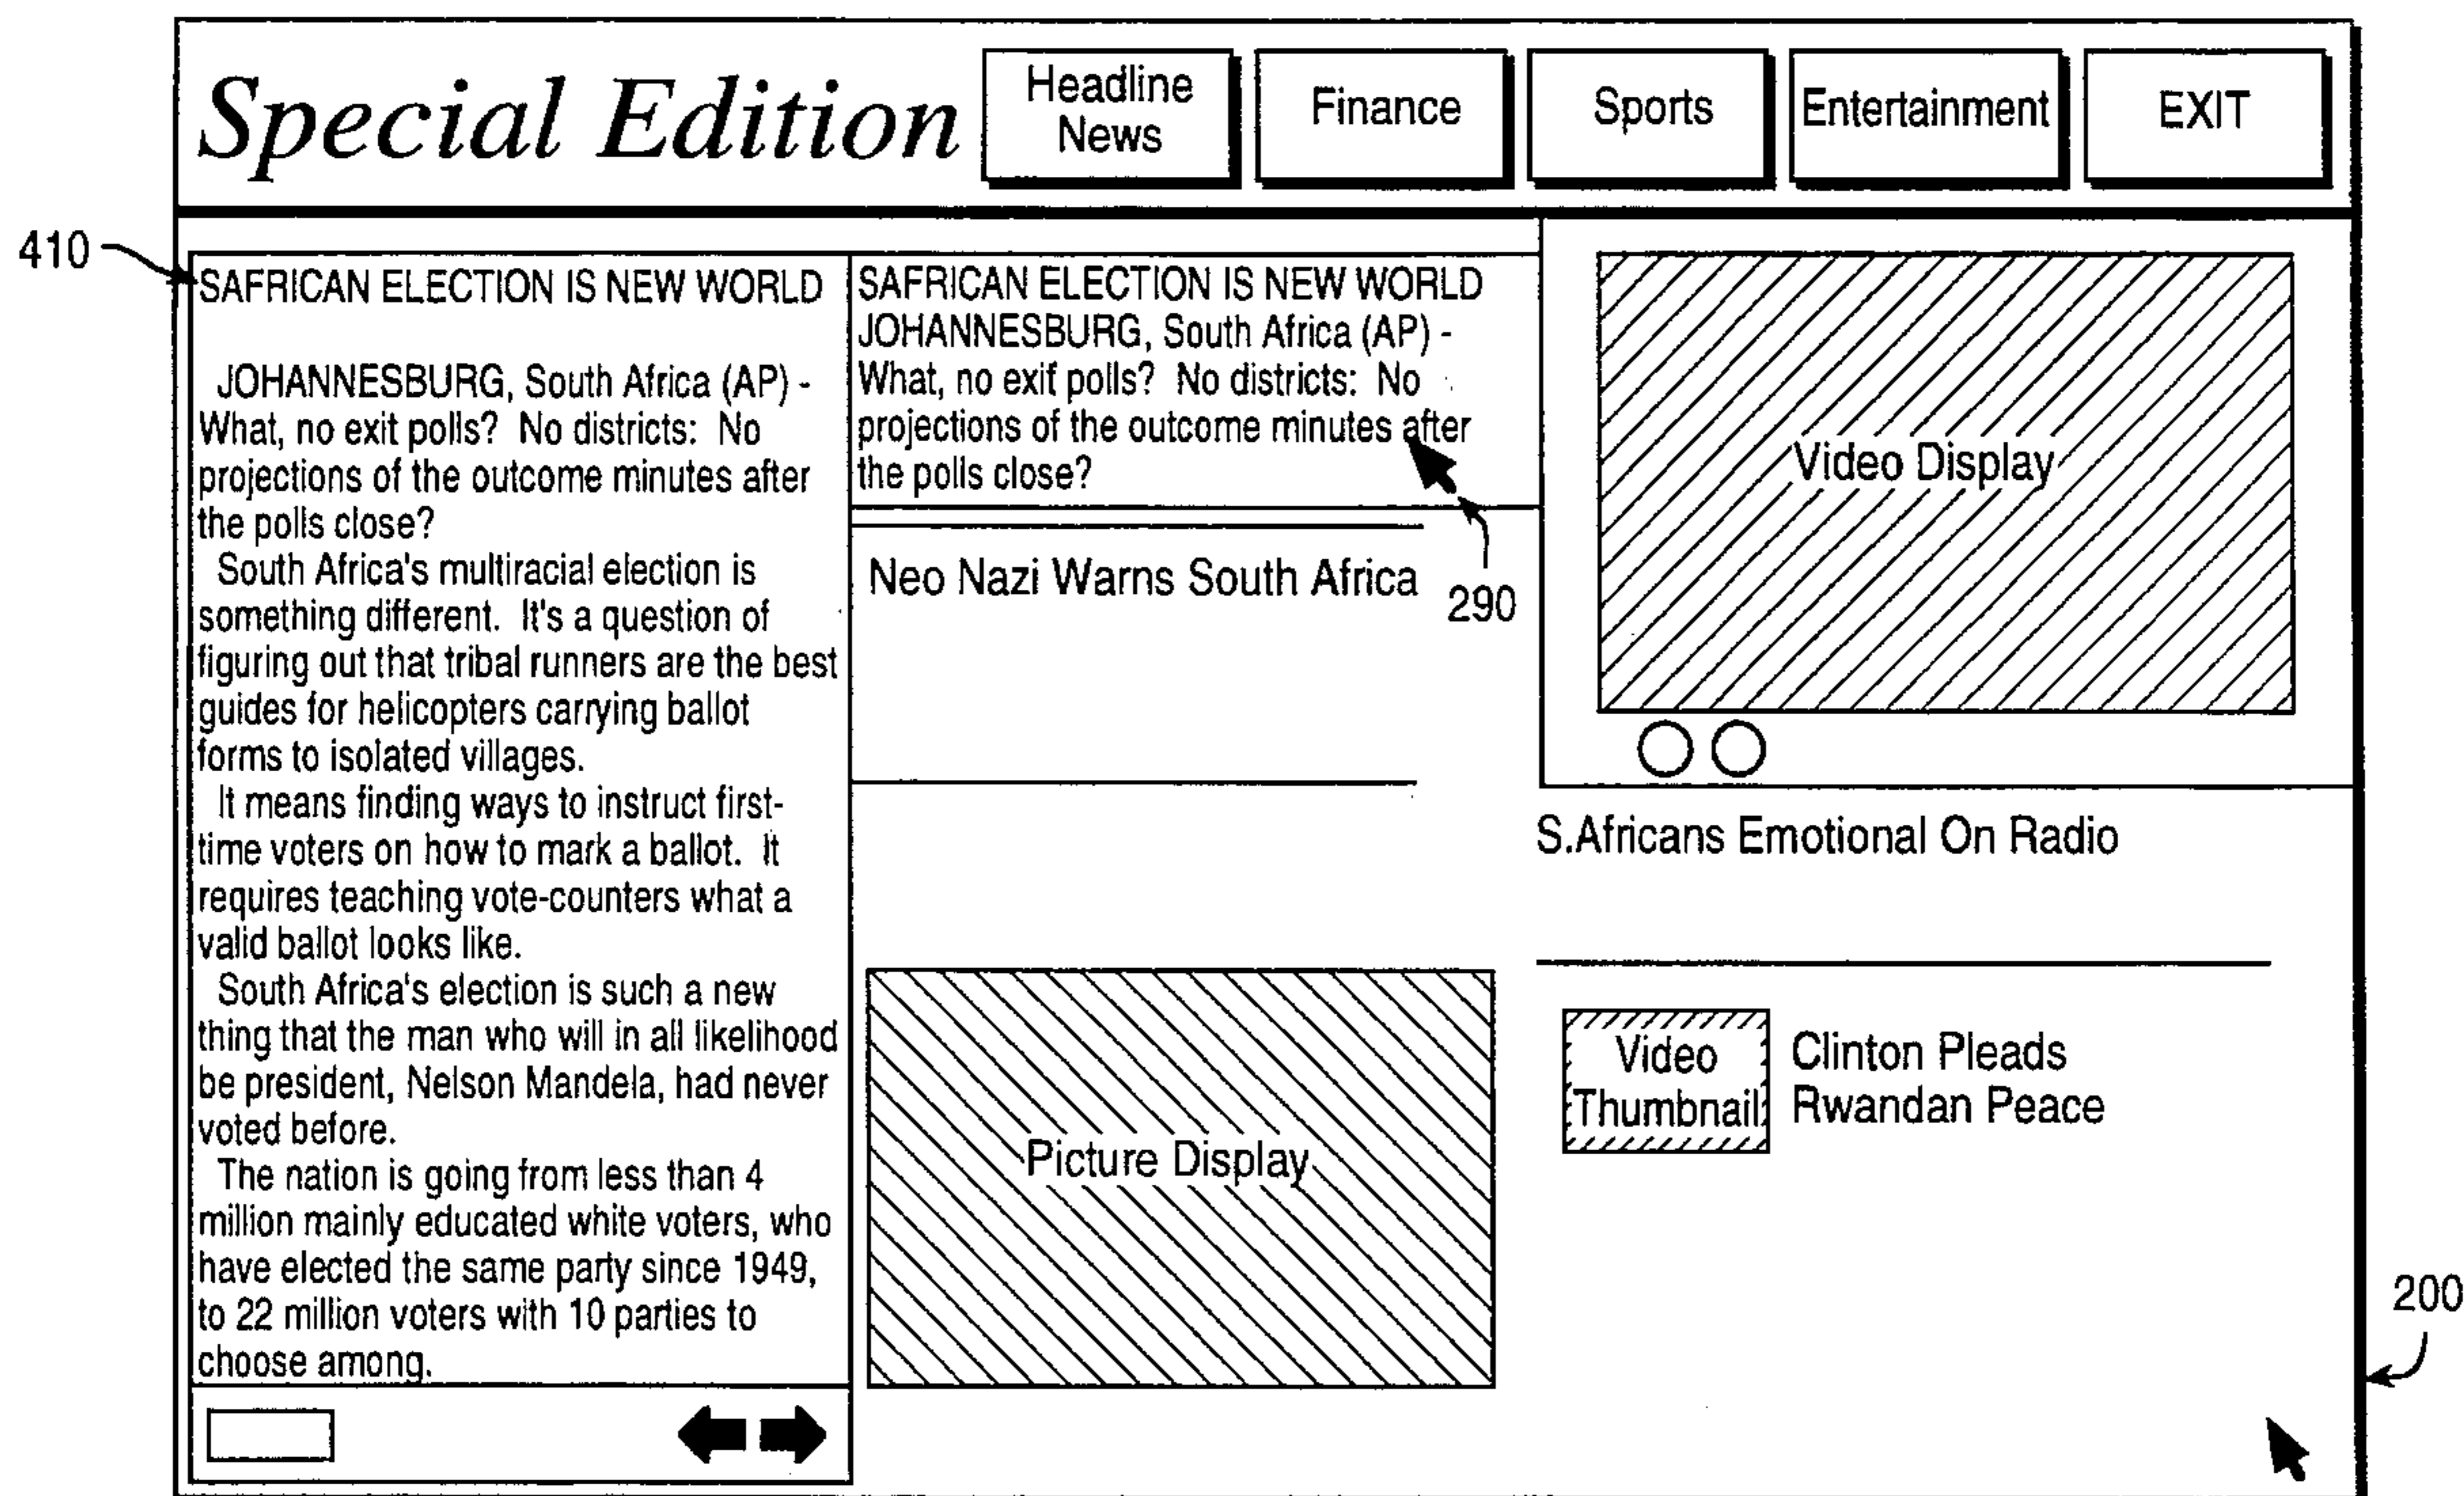 Special Edition
Headline
News
Finance
Sports
Entertainment
EXIT
410
SAFRICAN ELECTION IS NEW WORLD
JOHANNESBURG, South Africa (AP) -
What, no exit polls? No districts: No
projections of the outcome minutes after
the polls close?
South Africa's multiracial election is
something different. It's a question of
figuring out that tribal runners are the best
guides for helicopters carrying ballot
forms to isolated villages.
It means finding ways to instruct first-
time voters on how to mark a ballot. It
requires teaching vote-counters what a
valid ballot looks like.
South Africa's election is such a new
thing that the man who will in all likelihood
be president, Nelson Mandela, had never
voted before.
The nation is going from less than 4
million mainly educated white voters, who
have elected the same party since 1949,
to 22 million voters with 10 parties to
choose among.
SAFRICAN ELECTION IS NEW WORLD
JOHANNESBURG, South Africa (AP) -
What, no exit polls? No districts: No
projections of the outcome minutes after
the polls close?
290
Neo Nazi Warns South Africa
Picture Display
Video Display
S.Africans Emotional On Radio
Video
Thumbnail
Clinton Pleads
Rwandan Peace
200